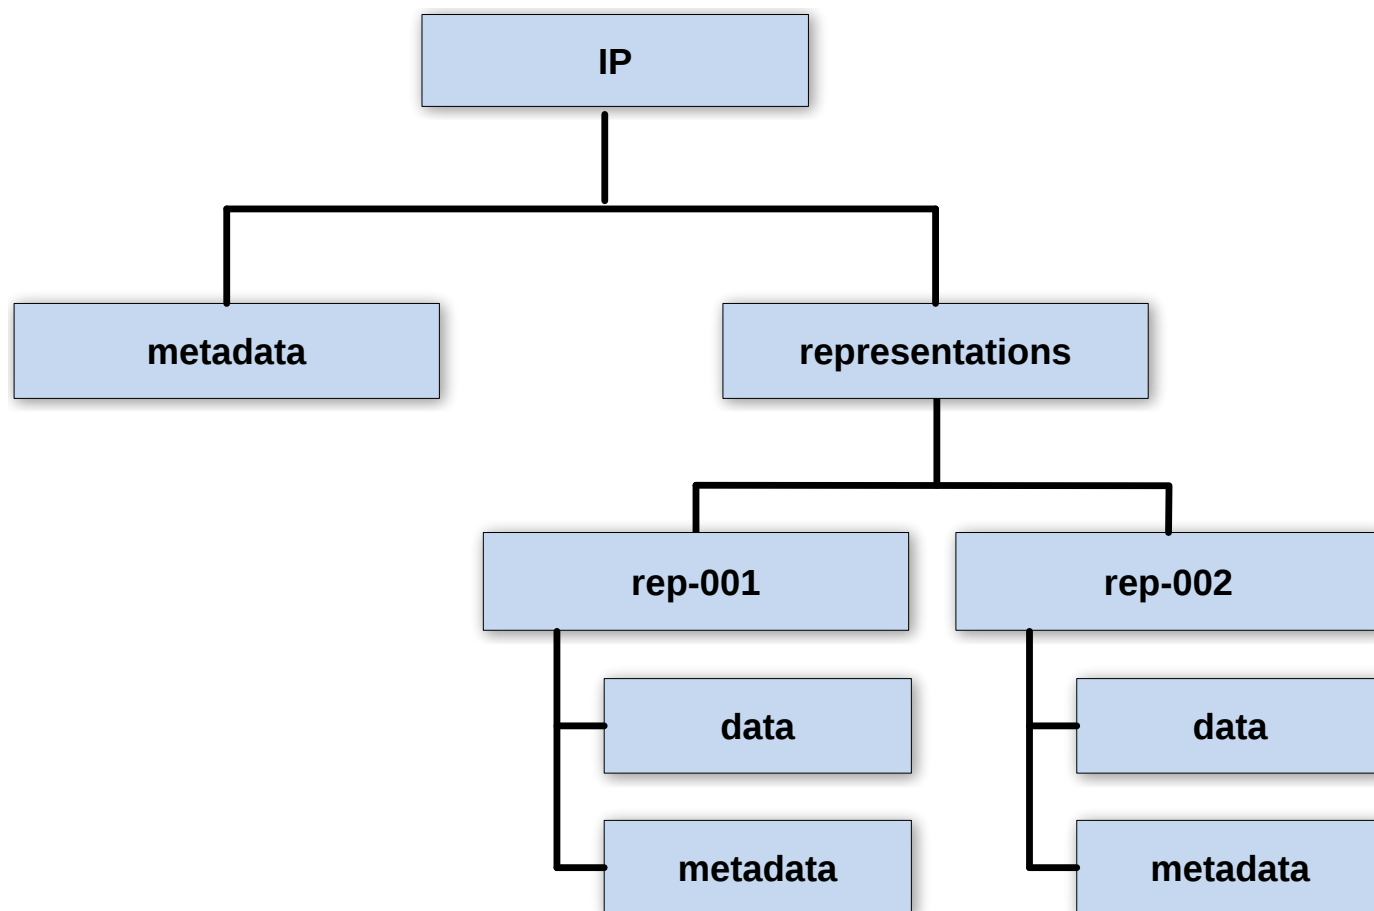 IP
metadata
representations
rep-001
rep-002
data
data
metadata
metadata